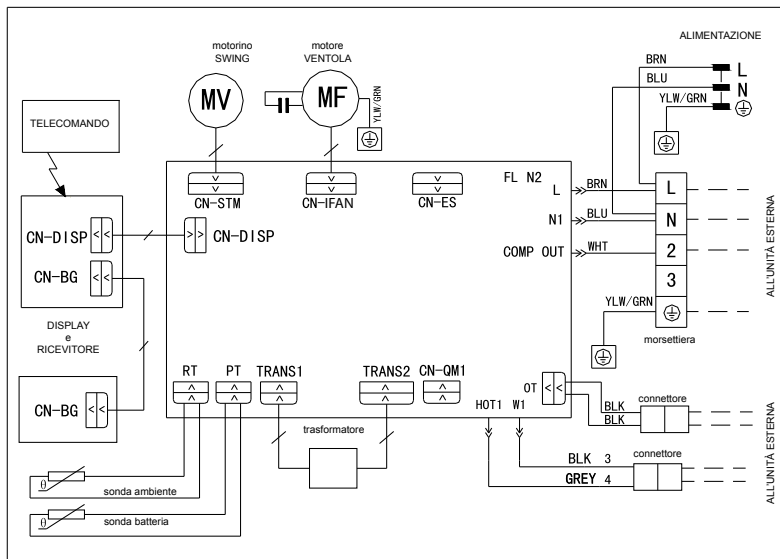 motorino
SWING
motore
VENTOLA
ALIMENTAZIONE
MV
MF
YLW/GRN
BRN
BLU
YLW/GRN
L
N
TELECOMANDO
CN-STM
CN-IFAN
CN-ES
FL N2
L
BRN
L
N1
BLU
N
COMP OUT
WHT
2
3
YLW/GRN
morsettiera
ALL'UNITÀ ESTERNA
CN-DISP
CN-DISP
CN-BG
DISPLAY
e
RICEVITORE
CN-BG
RT
PT
TRANS1
TRANS2
CN-QM1
HOT1
W1
OT
trasformatore
BLK
BLK
connettore
BLK 3
GREY 4
connettore
ALL'UNITÀ ESTERNA
θ
sonda ambiente
θ
sonda batteria